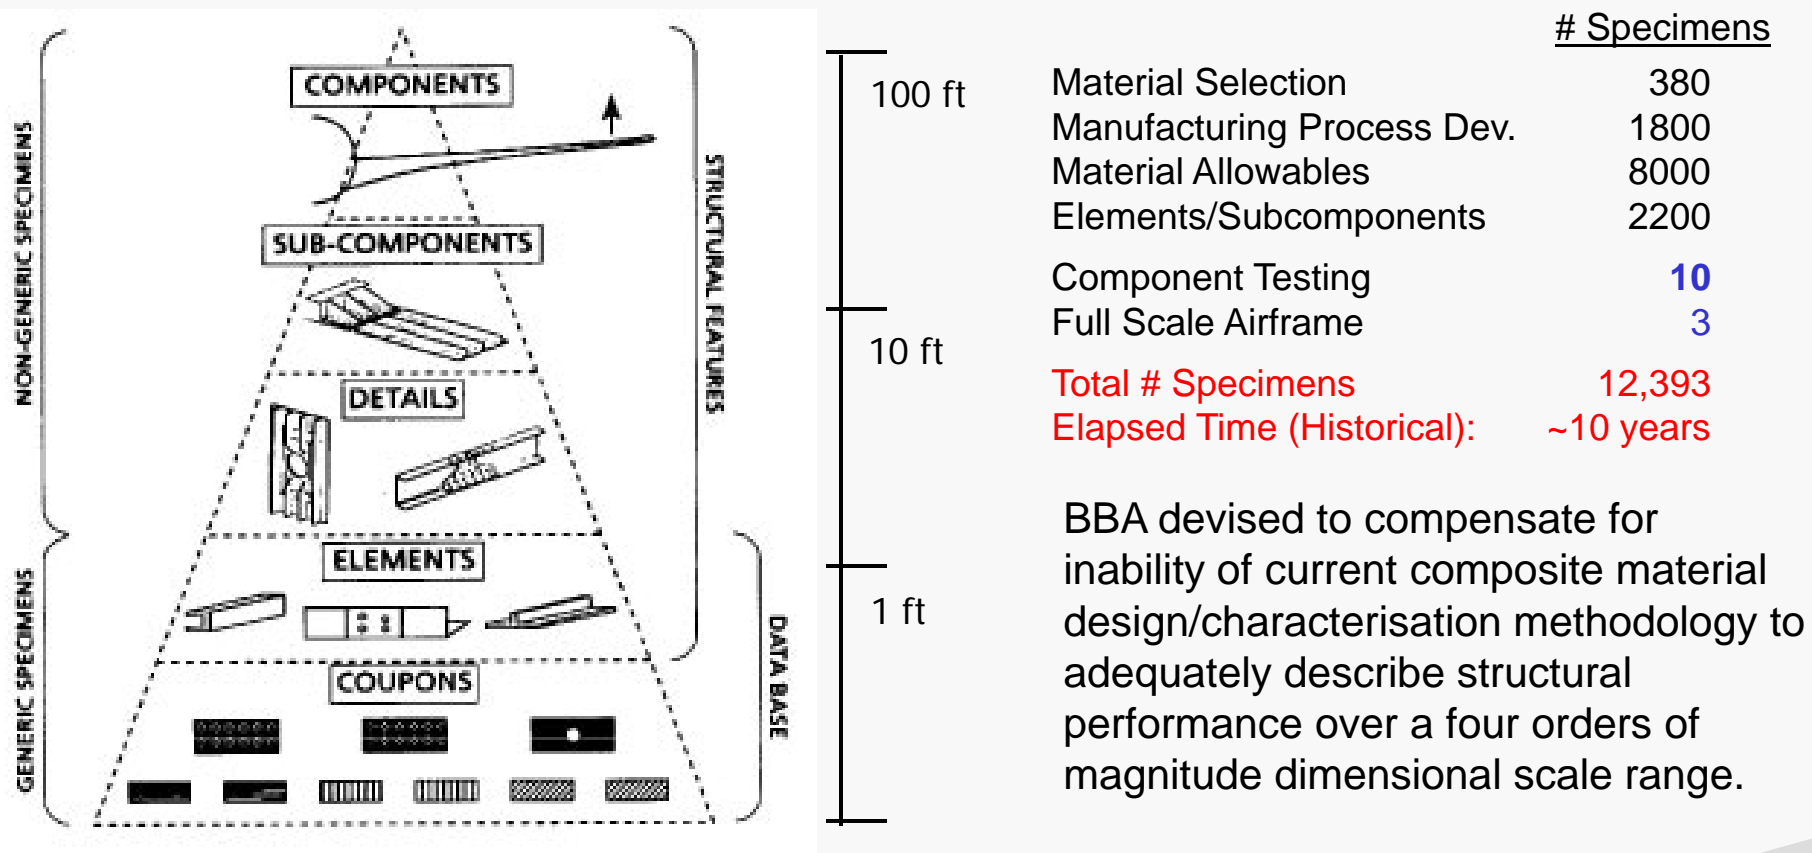 NON-GENERIC SPECIMENS
GENERIC SPECIMENS
COMPONENTS
SUB-COMPONENTS
DETAILS
ELEMENTS
COUPONS
STRUCTURAL FEATURES
DATA BASE
100 ft
10 ft
1 ft
# Specimens
Material Selection 380
Manufacturing Process Dev. 1800
Material Allowables 8000
Elements/Subcomponents 2200
Component Testing 10
Full Scale Airframe 3
Total # Specimens 12,393
Elapsed Time (Historical): ~10 years
BBA devised to compensate for
inability of current composite material
design/characterisation methodology to
adequately describe structural
performance over a four orders of
magnitude dimensional scale range.